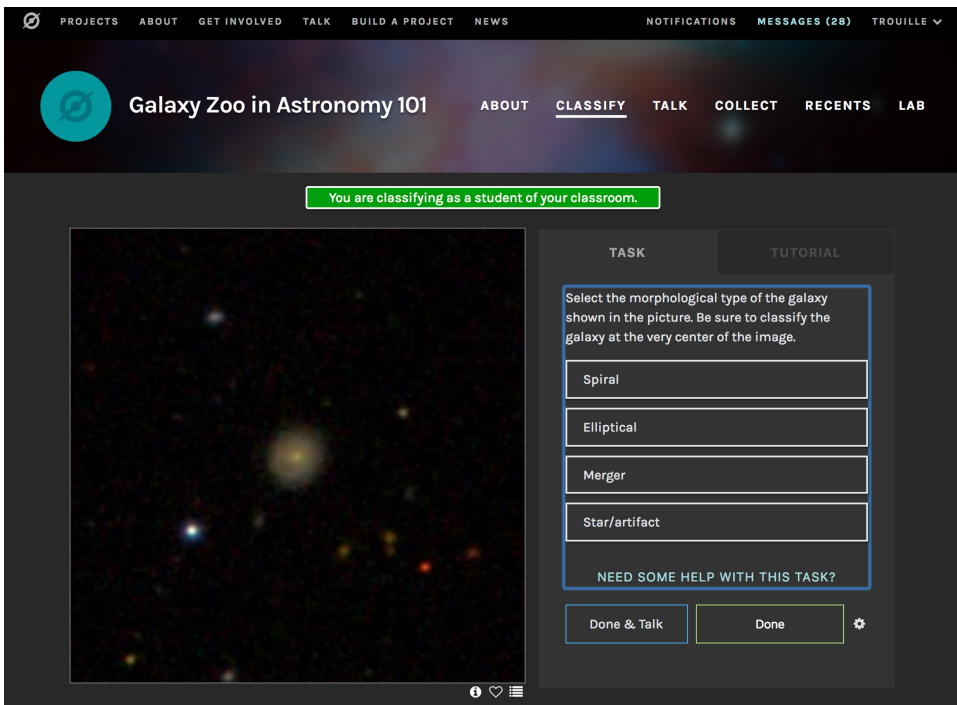 PROJECTS ABOUT GET INVOLVED TALK BUILD A PROJECT NEWS NOTIFICATIONS MESSAGES (28) TROUILLE
Galaxy Zoo in Astronomy 101 ABOUT CLASSIFY TALK COLLECT RECENTS LAB
You are classifying as a student of your classroom.
TASK TUTORIAL
Select the morphological type of the galaxy
shown in the picture. Be sure to classify the
galaxy at the very center of the image.
Spiral
Elliptical
Merger
Star/artifact
NEED SOME HELP WITH THIS TASK?
Done & Talk Done